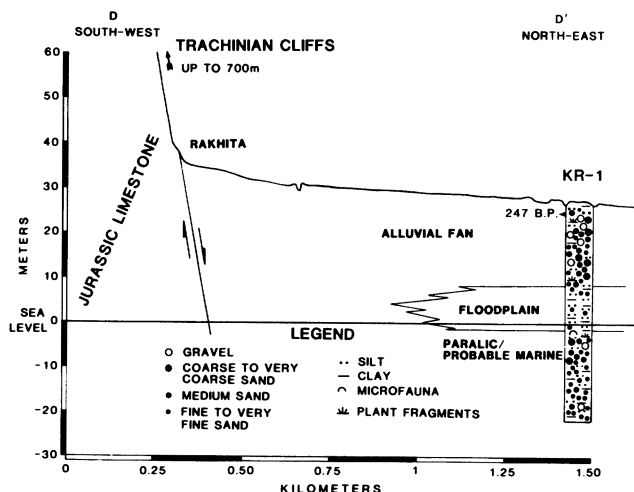 D
SOUTH-WEST
D'
NORTH-EAST
TRACHINIAN CLIFFS
UP TO 700m
RAKHITA
KR-1
247 B.P.
JURASSIC LIMESTONE
ALLUVIAL FAN
FLOODPLAIN
PARALIC/
PROBABLE MARINE
METERS
60
50
40
30
20
10
SEA
LEVEL 0
-10
-20
-30
LEGEND
GRAVEL
COARSE TO VERY
COARSE SAND
MEDIUM SAND
FINE TO VERY
FINE SAND
SILT
CLAY
MICROFAUNA
PLANT FRAGMENTS
0 0.25 0.50 0.75 1.00 1.25 1.50
KILOMETERS